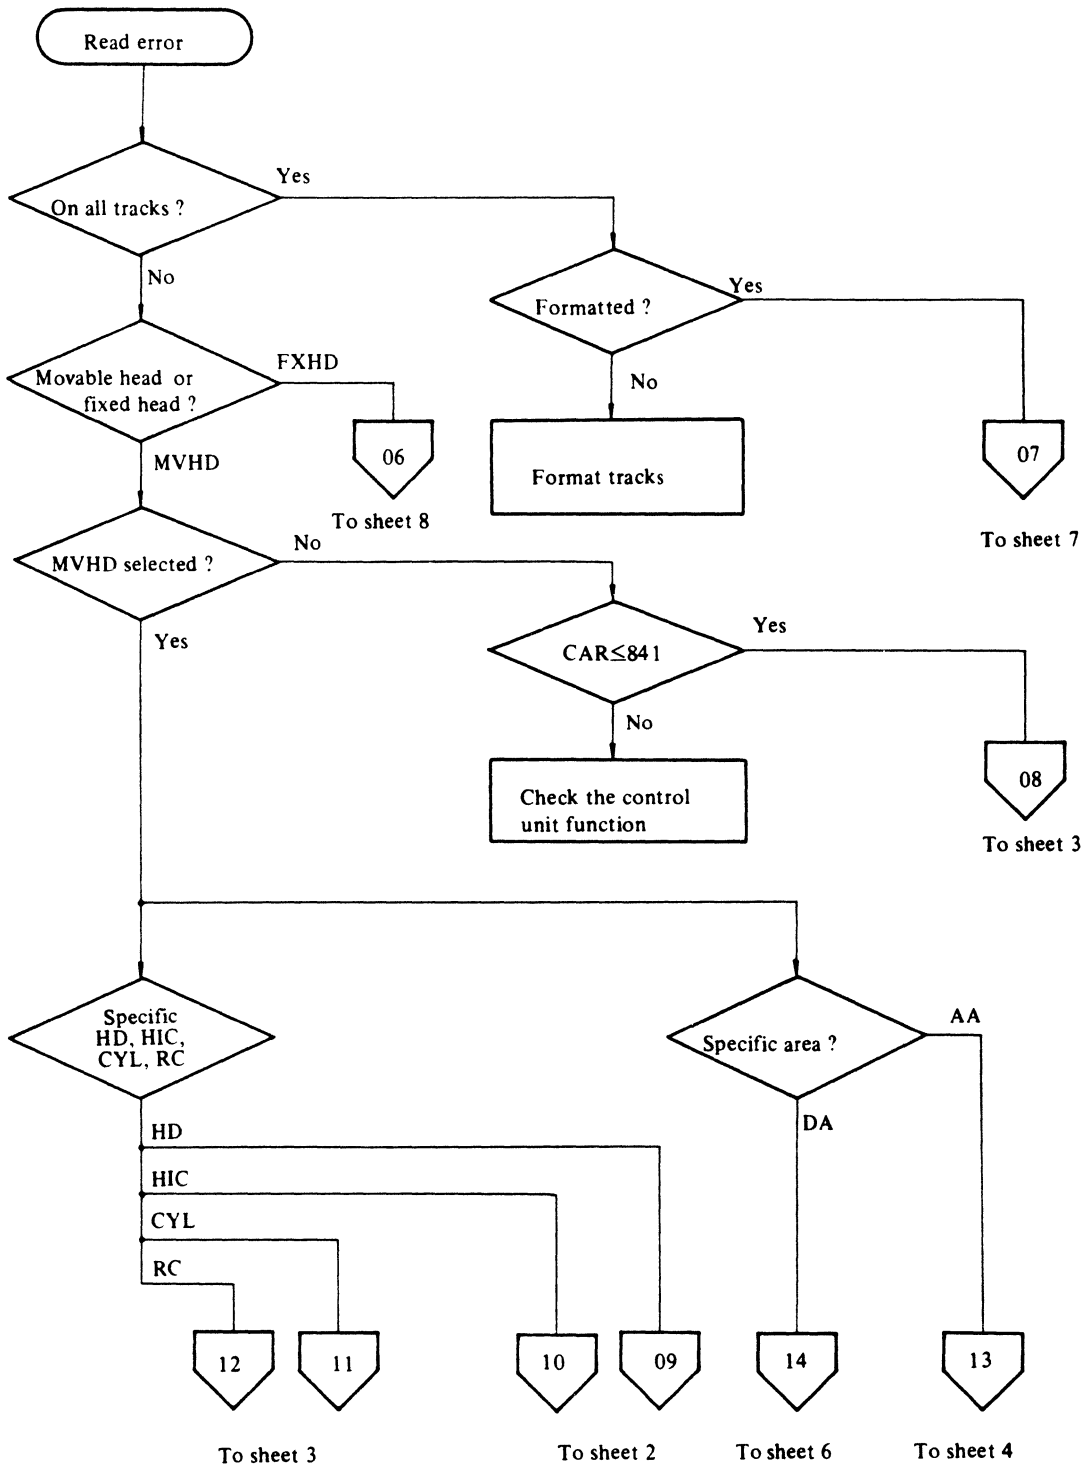 Read error
Yes
On all tracks ?
No
Yes
Formatted ?
FXHD
Movable head or
fixed head ?
No
06
07
MVHD
Format tracks
To sheet 8
To sheet 7
No
MVHD selected ?
Yes
Yes
CAR≤841
No
08
Check the control
unit function
To sheet 3
Specific
HD, HIC,
CYL, RC
AA
Specific area ?
DA
HD
HIC
CYL
RC
12
11
10
09
14
13
To sheet 3
To sheet 2
To sheet 6
To sheet 4